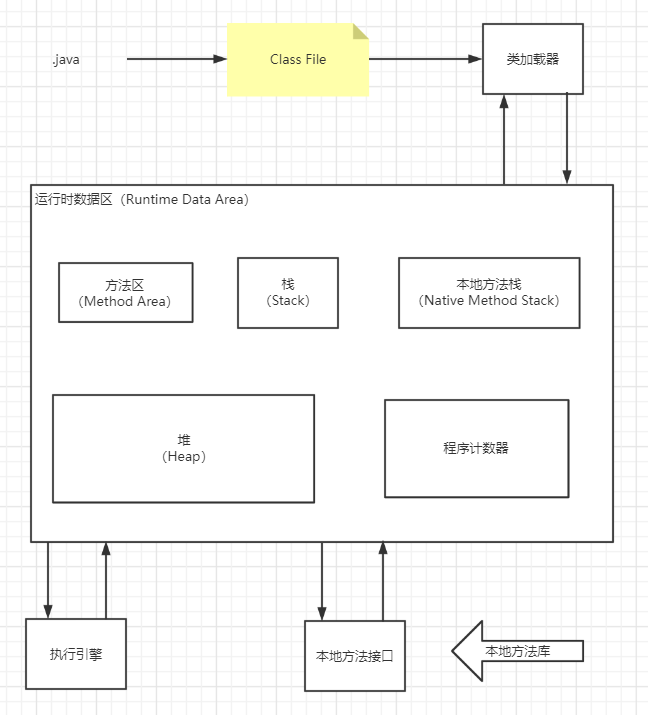 .java
Class File
类加载器
运行时数据区（Runtime Data Area）
方法区
（Method Area）
栈
（Stack）
本地方法栈
（Native Method Stack）
堆
（Heap）
程序计数器
执行引擎
本地方法接口
本地方法库